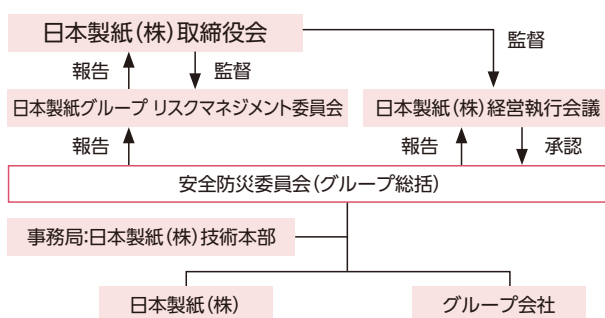 日本製紙(株)取締役会
監督
報告
監督
日本製紙グループ リスクマネジメント委員会
日本製紙(株)経営執行会議
報告
報告
承認
安全防災委員会(グループ総括)
事務局:日本製紙(株)技術本部
日本製紙(株)
グループ会社